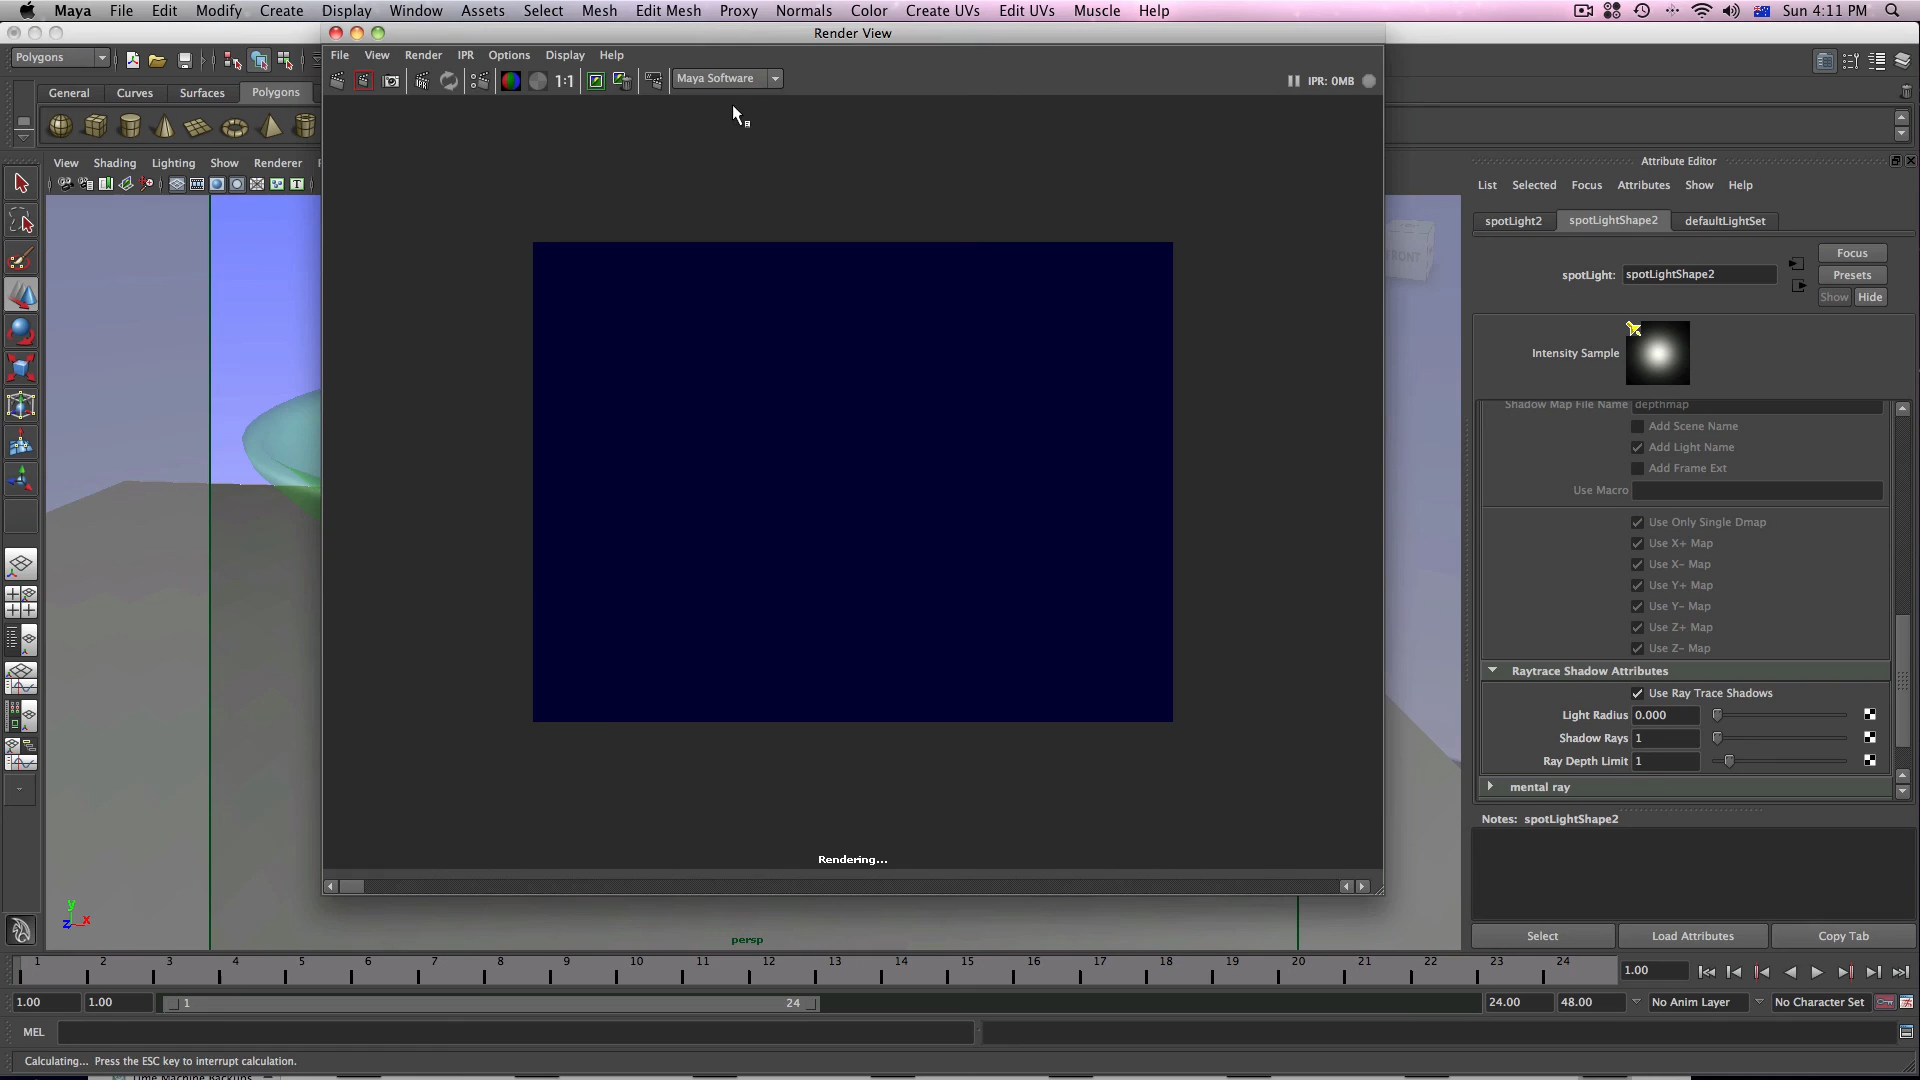 Maya File Edit Modify Create Display Window Assets Select Mesh Edit Mesh Proxy Normals Color Create UVs Edit UVs Muscle Help Sun 4:11 PM
Render View
File View Render IPR Options Display Help
Polygons
1:1 Maya Software IPR: 0MB
General Curves Surfaces Polygons
View Shading Lighting Show Renderer
Attribute Editor
List Selected Focus Attributes Show Help
spotLight2 spotLightShape2 defaultLightSet
Focus
spotLight: spotLightShape2 Presets
Show Hide
FRONT
Intensity Sample
Shadow Map File Name depthmap
Add Scene Name
Add Light Name
Add Frame Ext
Use Macro
Use Only Single Dmap
Use X+ Map
Use X- Map
Use Y+ Map
Use Y- Map
Use Z+ Map
Use Z- Map
Raytrace Shadow Attributes
Use Ray Trace Shadows
Light Radius 0.000
Shadow Rays 1
Ray Depth Limit 1
mental ray
Notes: spotLightShape2
Rendering...
y
z x
persp
Select Load Attributes Copy Tab
1 2 3 4 5 6 7 8 9 10 11 12 13 14 15 16 17 18 19 20 21 22 23 24 1.00
1.00 1.00 1 24 24.00 48.00 No Anim Layer No Character Set
MEL
Calculating... Press the ESC key to interrupt calculation.
Time Machine Backups